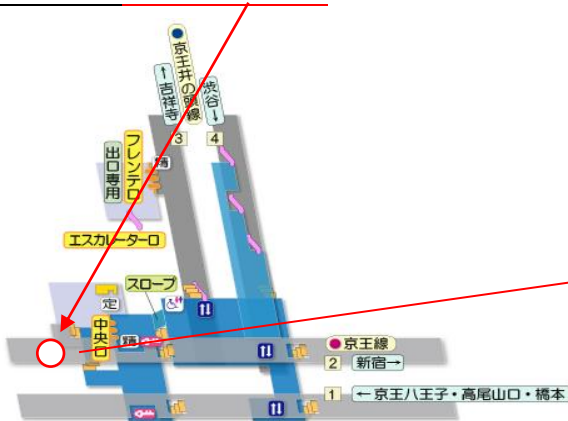 京王井の頭線
↑吉祥寺
渋谷↓
3
4
フレンテ口
出口専用
精
エスカレーター口
スロープ
定
中央口
精
京王線
2
新宿→
1
←京王八王子・高尾山口・橋本